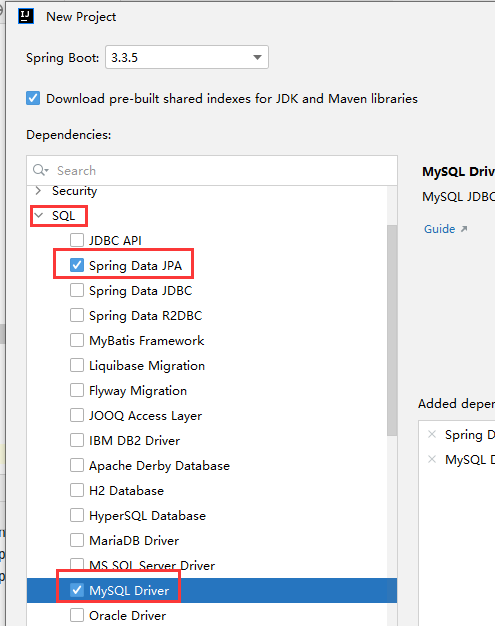 New Project
Spring Boot: 3.3.5
Download pre-built shared indexes for JDK and Maven libraries
Dependencies:
Search
Security
SQL
JDBC API
Spring Data JPA
Spring Data JDBC
Spring Data R2DBC
MyBatis Framework
Liquibase Migration
Flyway Migration
JOOQ Access Layer
IBM DB2 Driver
Apache Derby Database
H2 Database
HyperSQL Database
MariaDB Driver
MS SQL Server Driver
MySQL Driver
Oracle Driver
MySQL Driv
MySQL JDBC
Guide
Added depen
Spring D
MySQL D